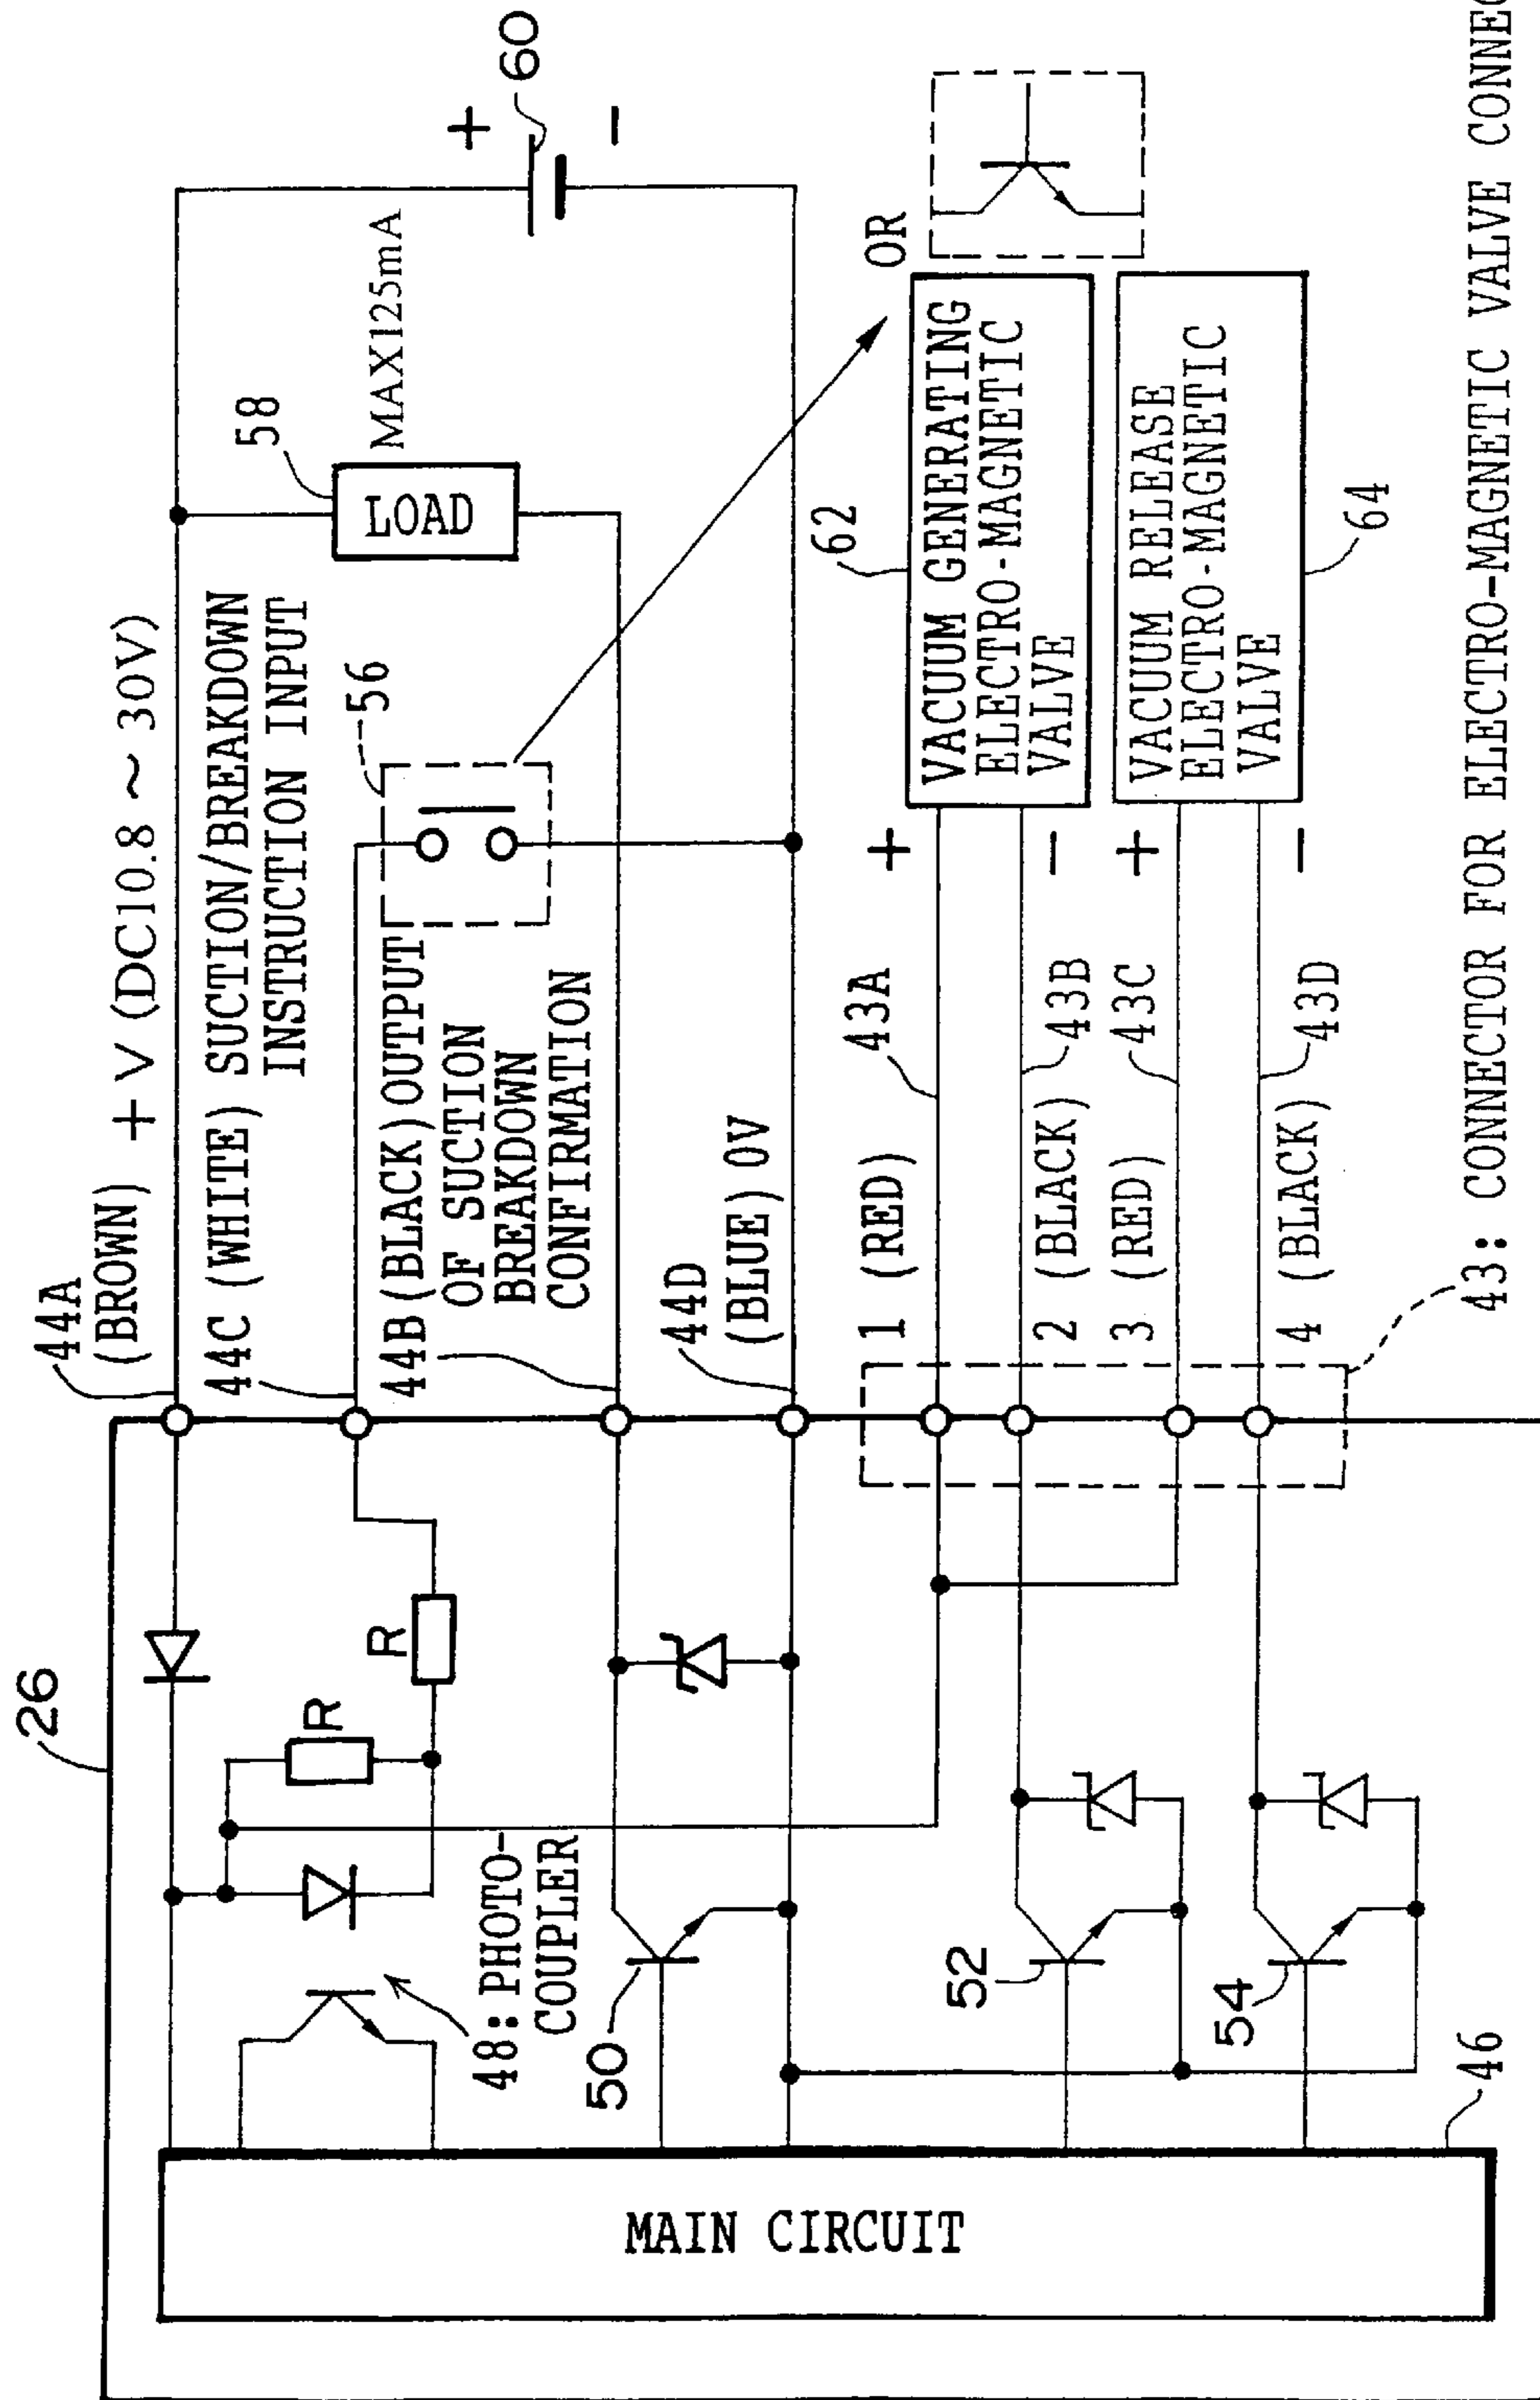 26
44A
(BROWN)
+ V (DC10.8 ~ 30V)
44C (WHITE) SUCTION/BREAKDOWN
INSTRUCTION INPUT
56
58
LOAD
MAX125mA
+
60
-
R
R
48: PHOTO-
COUPLER
44B (BLACK) OUTPUT
OF SUCTION
BREAKDOWN
CONFIRMATION
50
44D
(BLUE) 0V
OR
1 (RED)
43A
+
62
VACUUM GENERATING
ELECTRO-MAGNETIC
VALVE
52
2 (BLACK)
43B
-
3 (RED)
43C
+
VACUUM RELEASE
ELECTRO-MAGNETIC
VALVE
54
4 (BLACK)
43D
-
64
MAIN CIRCUIT
46
43: CONNECTOR FOR ELECTRO-MAGNETIC VALVE